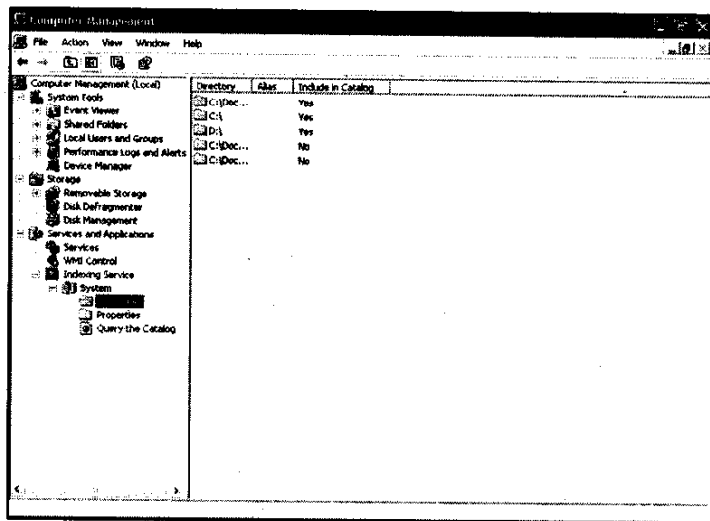 Computer Management
File Action View Window Help
Computer Management (Local)
System Tools
Event Viewer
Shared Folders
Local Users and Groups
Performance Logs and Alerts
Device Manager
Storage
Removable Storage
Disk Defragmenter
Disk Management
Services and Applications
Services
WMI Control
Indexing Service
System
Properties
Query the Catalog
Directory Alias Include in Catalog
C:\Doc... Yes
C:\ Yes
D:\ Yes
C:\Doc... No
C:\Doc... No